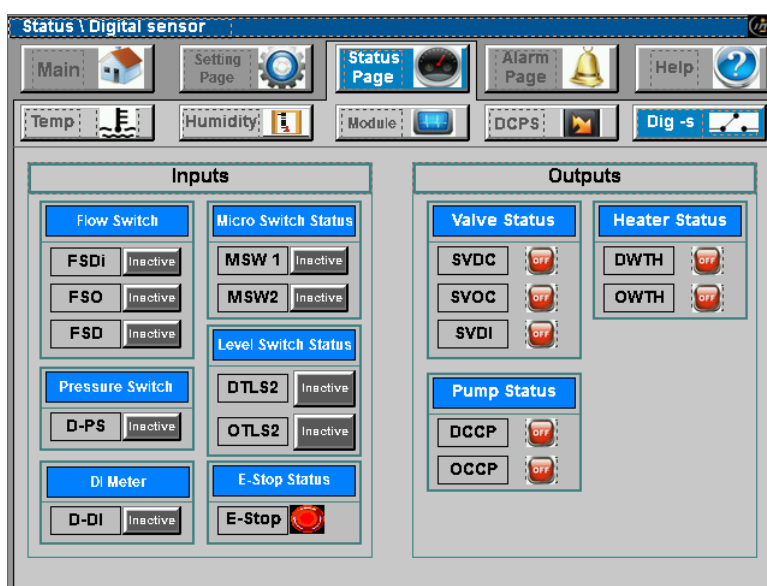 Status \ Digital sensor
Main
Setting Page
Status Page
Alarm Page
Help
Temp
Humidity
Module
DCPS
Dig -s
Inputs
Flow Switch
FSDi Inactive
FSO Inactive
FSD Inactive
Pressure Switch
D-PS Inactive
DI Meter
D-DI Inactive
Micro Switch Status
MSW 1 Inactive
MSW2 Inactive
Level Switch Status
DTLS2 Inactive
OTLS2 Inactive
E-Stop Status
E-Stop
Outputs
Valve Status
SVDC OFF
SVOC OFF
SVDI OFF
Pump Status
DCCP OFF
OCCP OFF
Heater Status
DWTH OFF
OWTH OFF